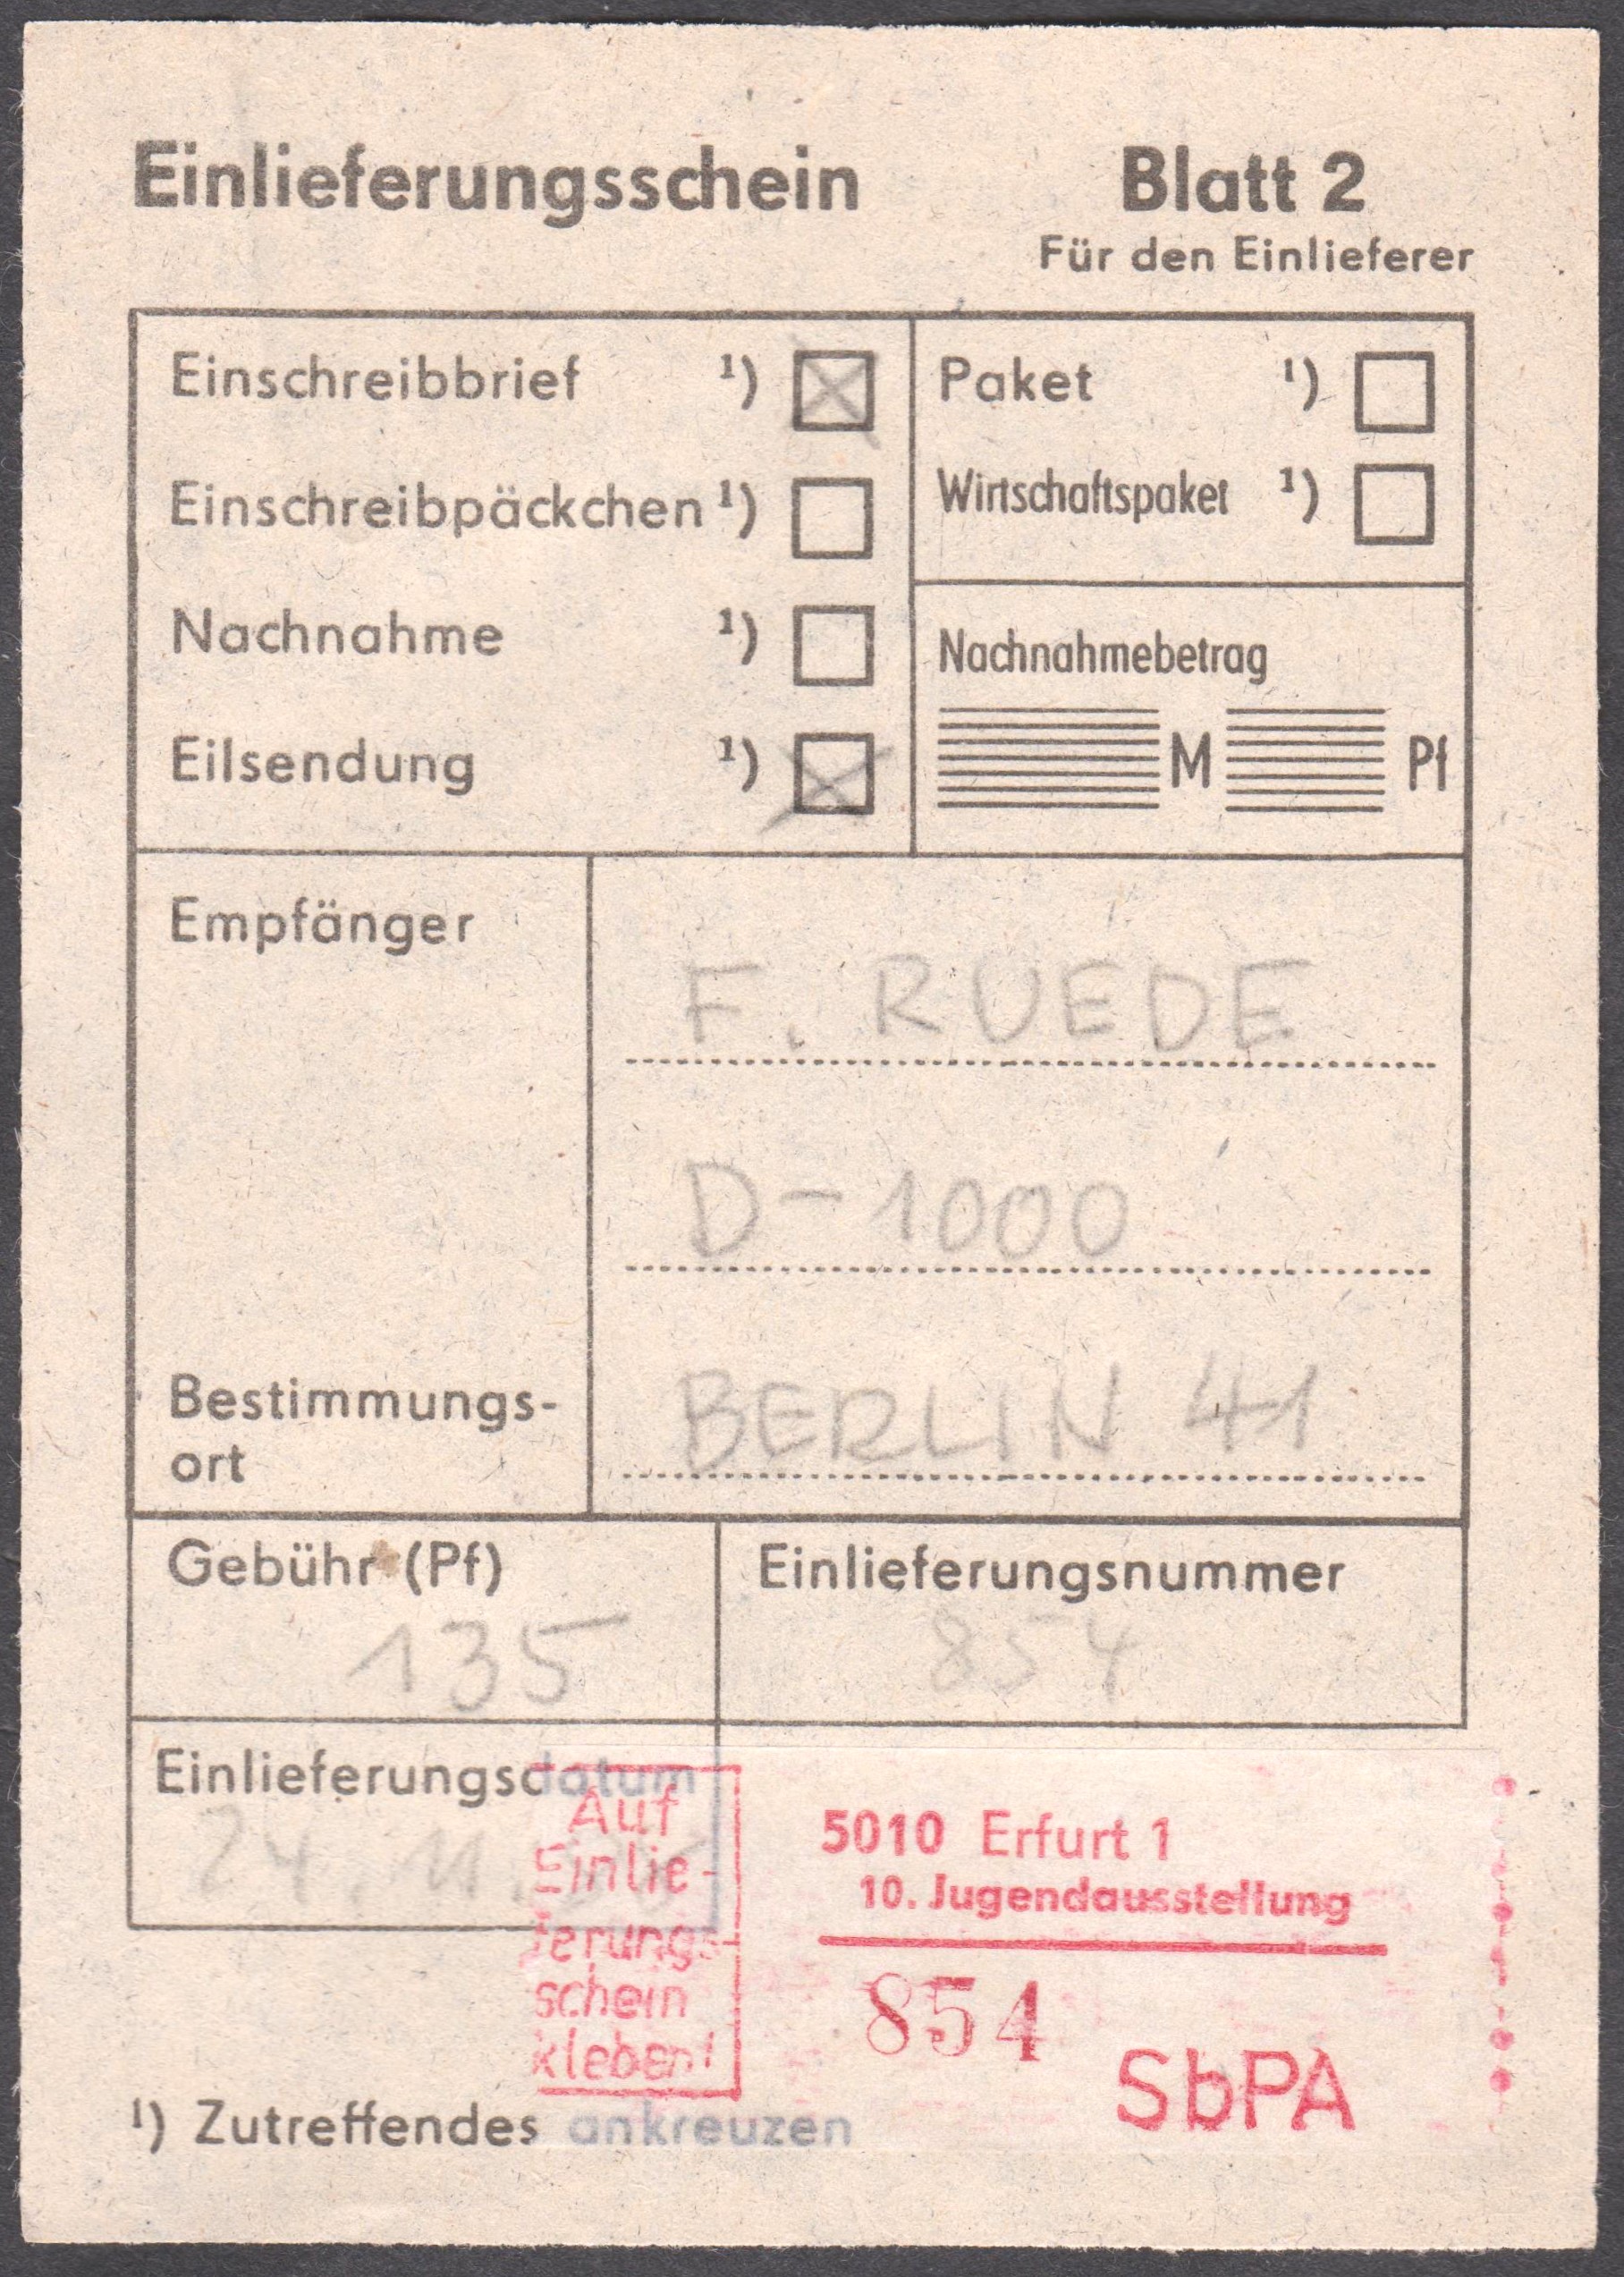 Einlieferungsschein
Blatt 2
Für den Einlieferer
Einschreibbrief ¹)
Einschreibpäckchen ¹)
Nachnahme ¹)
Eilsendung ¹)
Paket ¹)
Wirtschaftspaket ¹)
Nachnahmebetrag
M Pf
Empfänger
F. RUEDE
D-1000
Bestimmungs-
ort
BERLIN 41
Gebühr (Pf)
135
Einlieferungsnummer
854
Einlieferungsdatum
24. 11.
Auf
Einlie-
ferungs-
schein
kleben!
5010 Erfurt 1
10. Jugendausstellung
854
SbPA
¹) Zutreffendes ankreuzen